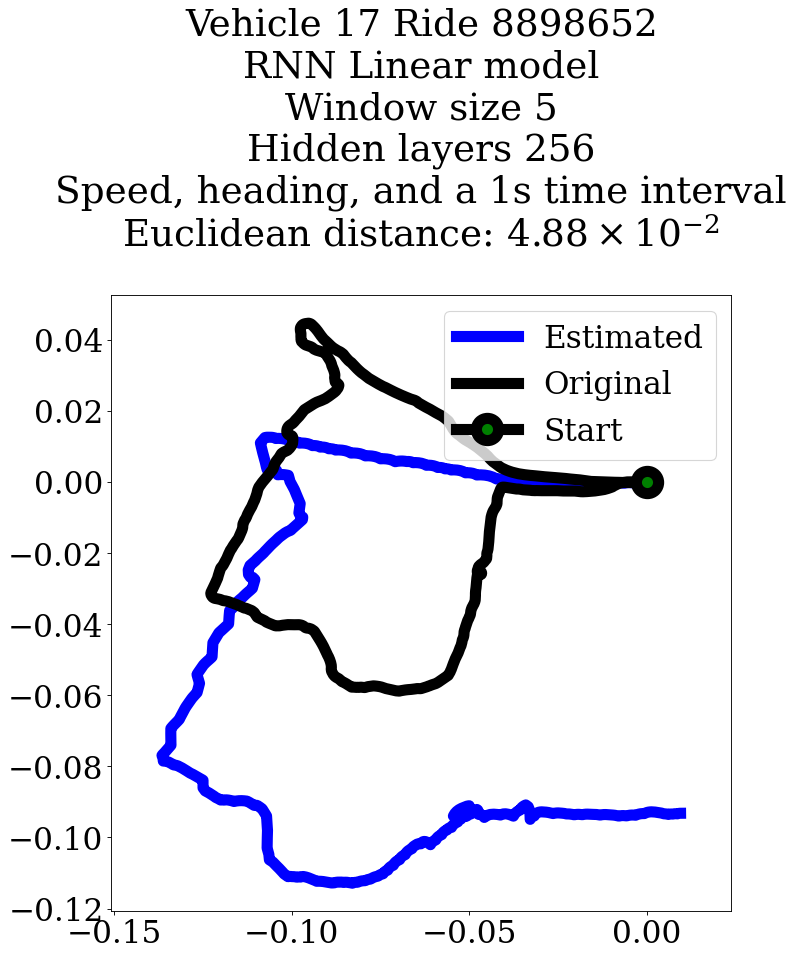 Vehicle 17 Ride 8898652
RNN Linear model
Window size 5
Hidden layers 256
Speed, heading, and a 1s time interval
Euclidean distance: 4.88 × 10⁻²
Estimated
Original
Start
0.04
0.02
0.00
−0.02
−0.04
−0.06
−0.08
−0.10
−0.12
−0.15 −0.10 −0.05 0.00